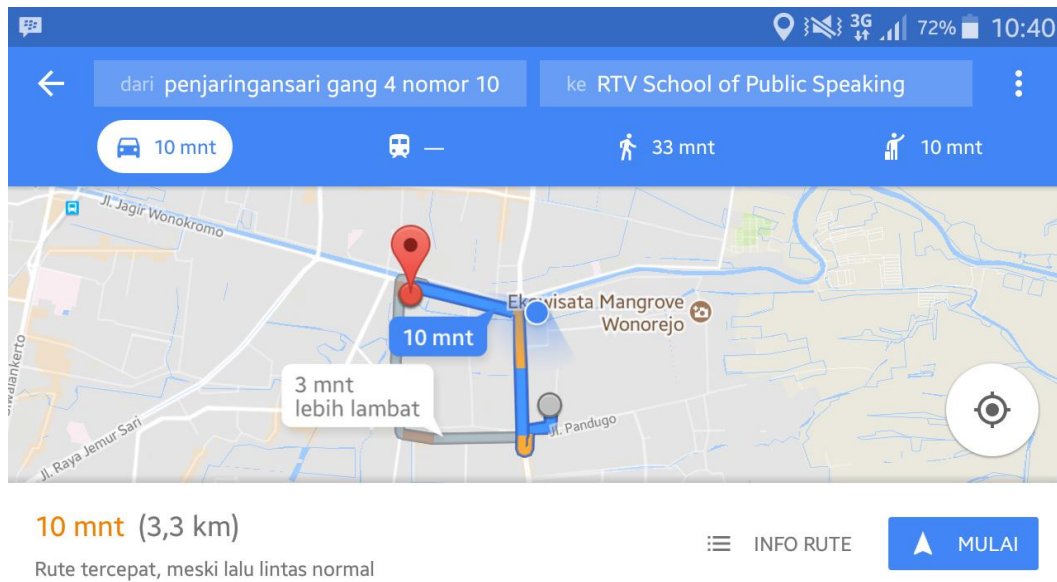 3G 72% 10:40
dari penjaringansari gang 4 nomor 10
ke RTV School of Public Speaking
10 mnt
—
33 mnt
10 mnt
Jl. Jagir Wonokromo
Ekowisata Mangrove
Wonorejo
10 mnt
3 mnt
lebih lambat
Jl. Pandugo
Jl. Raya Jemur Sari
10 mnt (3,3 km)
Rute tercepat, meski lalu lintas normal
INFO RUTE
MULAI